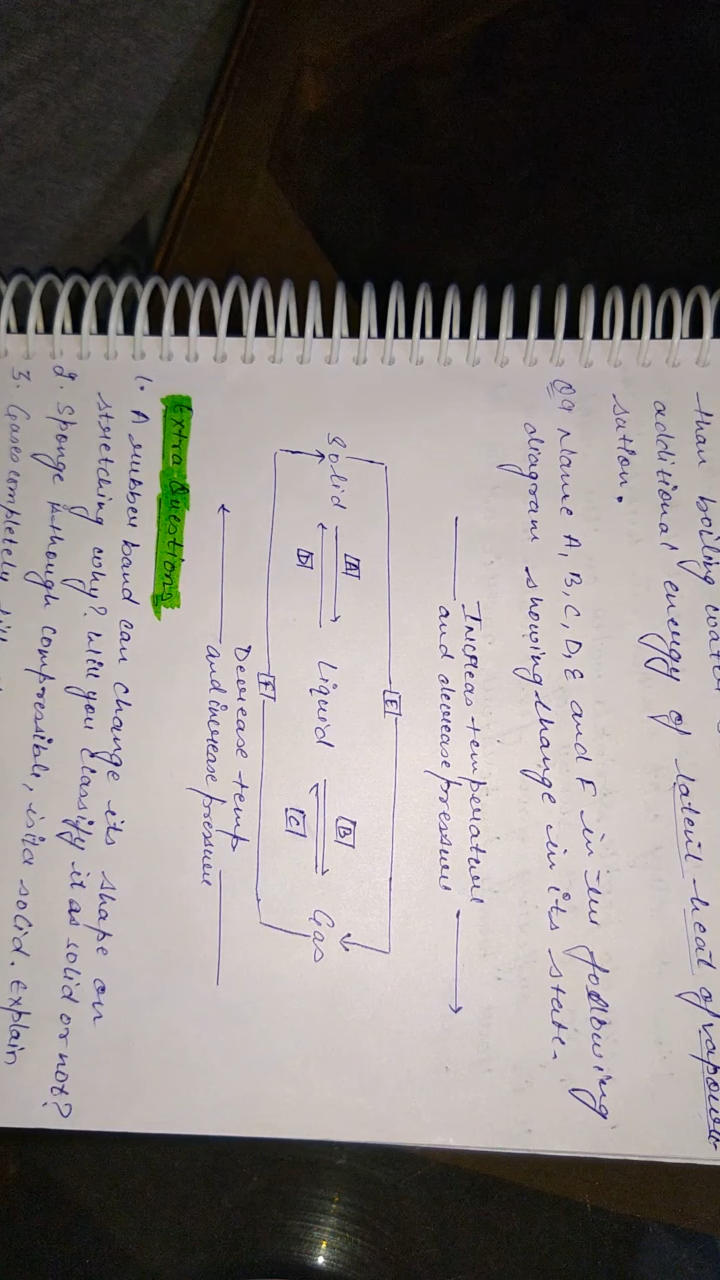 than boiling water
additional energy of latent heat of vapouri
sation.
Q9 Name A, B, C, D, E and F in the following
diagram showing change in its state.
Increas temperature
and decrease pressure
E
A B
Solid Liquid Gas
D C
F
Decrease temp
and increase pressure
Extra Questions
1. A rubber band can change its shape on
stretching why? Will you classify it as solid or not?
2. Sponge though compressible, is it a solid. Explain
3. Gases completely fill